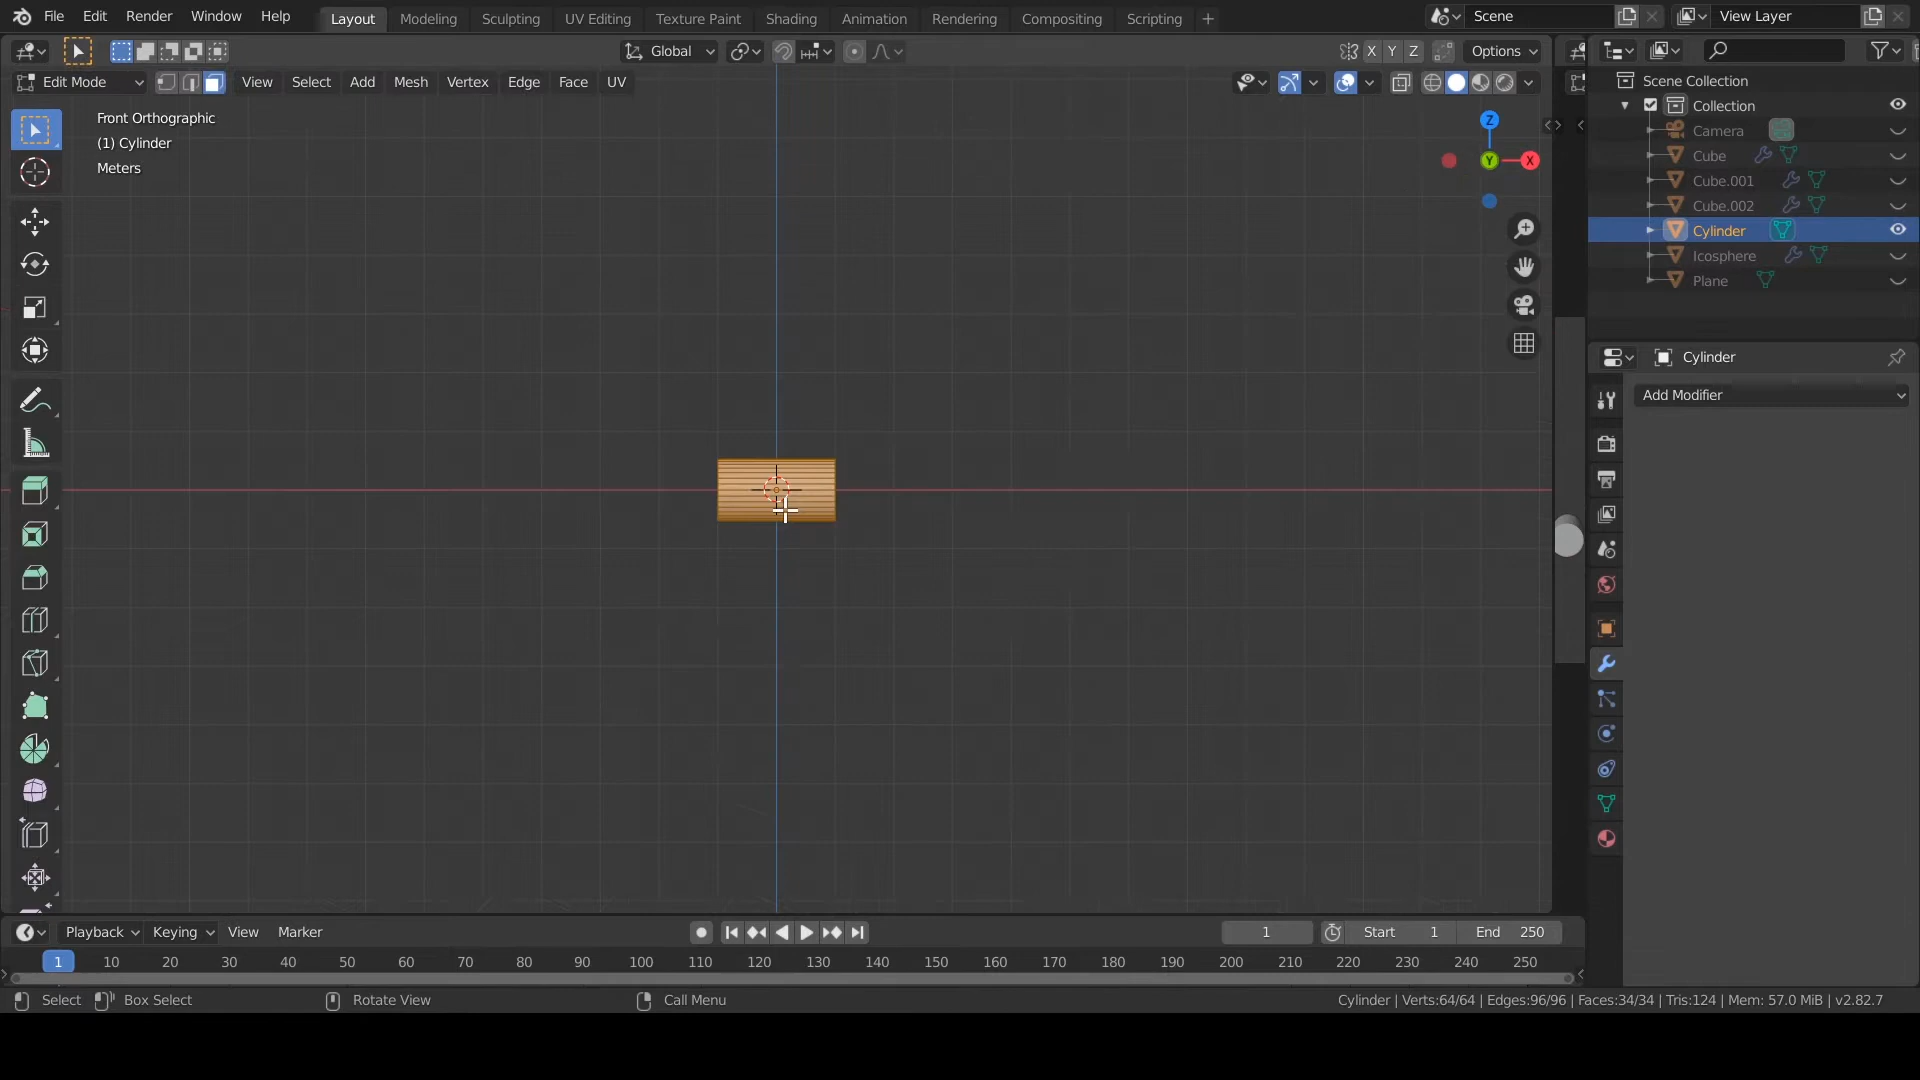 File Edit Render Window Help Layout Modeling Sculpting UV Editing Texture Paint Shading Animation Rendering Compositing Scripting + Scene View Layer
Global X Y Z Options
Edit Mode View Select Add Mesh Vertex Edge Face UV
Scene Collection
Collection
Camera
Cube
Cube.001
Cube.002
Cylinder
Icosphere
Plane
Front Orthographic
(1) Cylinder
Meters
Z
Y
X
Cylinder
Add Modifier
Playback Keying View Marker 1 Start 1 End 250
1 10 20 30 40 50 60 70 80 90 100 110 120 130 140 150 160 170 180 190 200 210 220 230 240 250
Select Box Select Rotate View Call Menu Cylinder | Verts:64/64 | Edges:96/96 | Faces:34/34 | Tris:124 | Mem: 57.0 MiB | v2.82.7